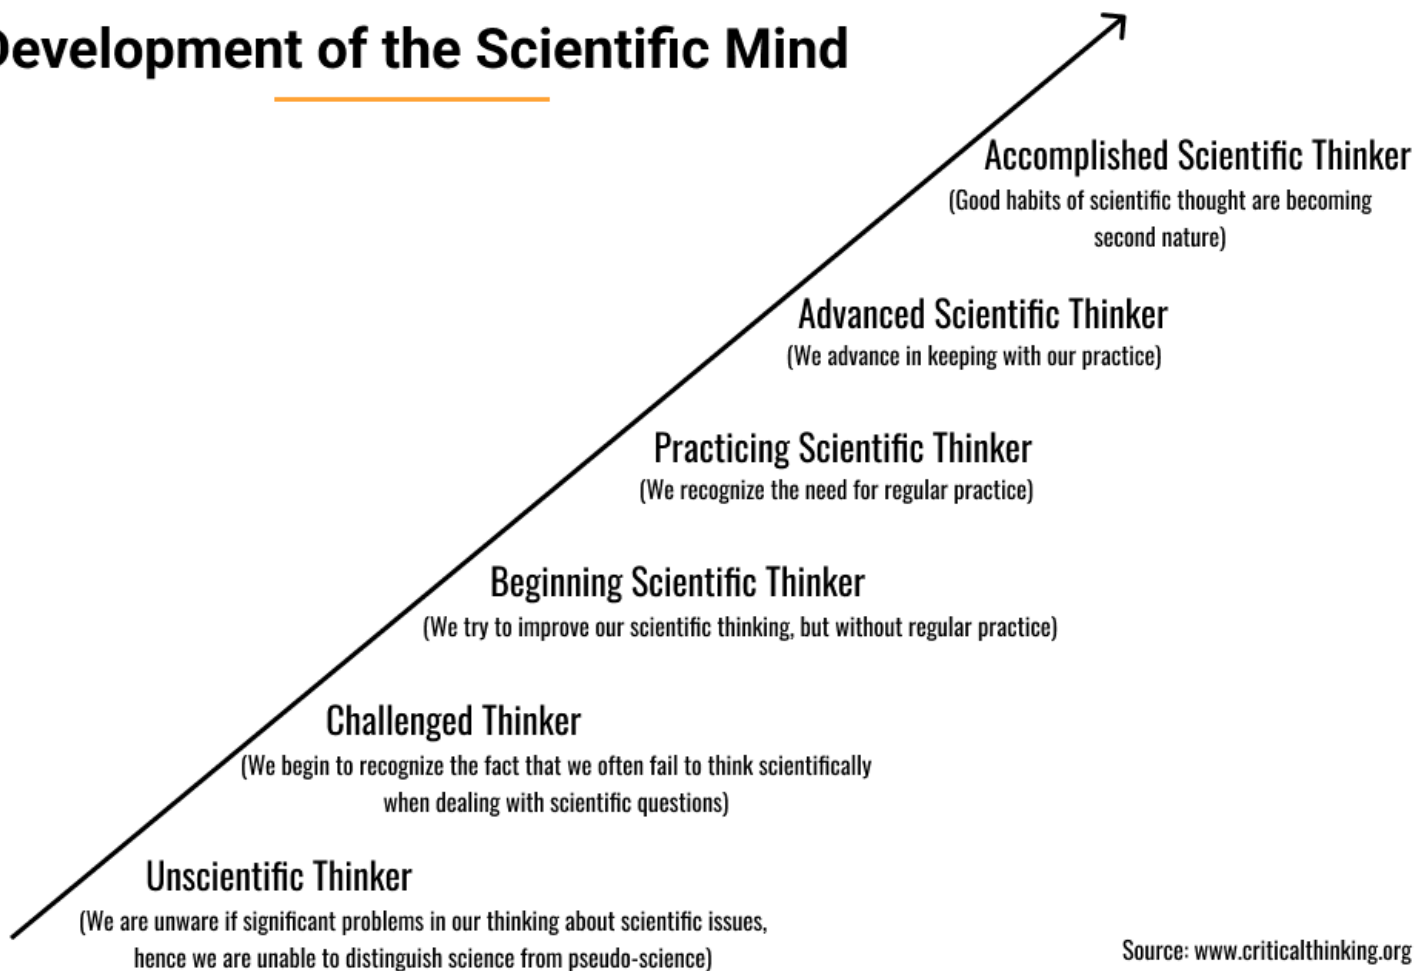 Development of the Scientific Mind
Accomplished Scientific Thinker
(Good habits of scientific thought are becoming
second nature)
Advanced Scientific Thinker
(We advance in keeping with our practice)
Practicing Scientific Thinker
(We recognize the need for regular practice)
Beginning Scientific Thinker
(We try to improve our scientific thinking, but without regular practice)
Challenged Thinker
(We begin to recognize the fact that we often fail to think scientifically
when dealing with scientific questions)
Unscientific Thinker
(We are unware if significant problems in our thinking about scientific issues,
hence we are unable to distinguish science from pseudo-science)
Source: www.criticalthinking.org